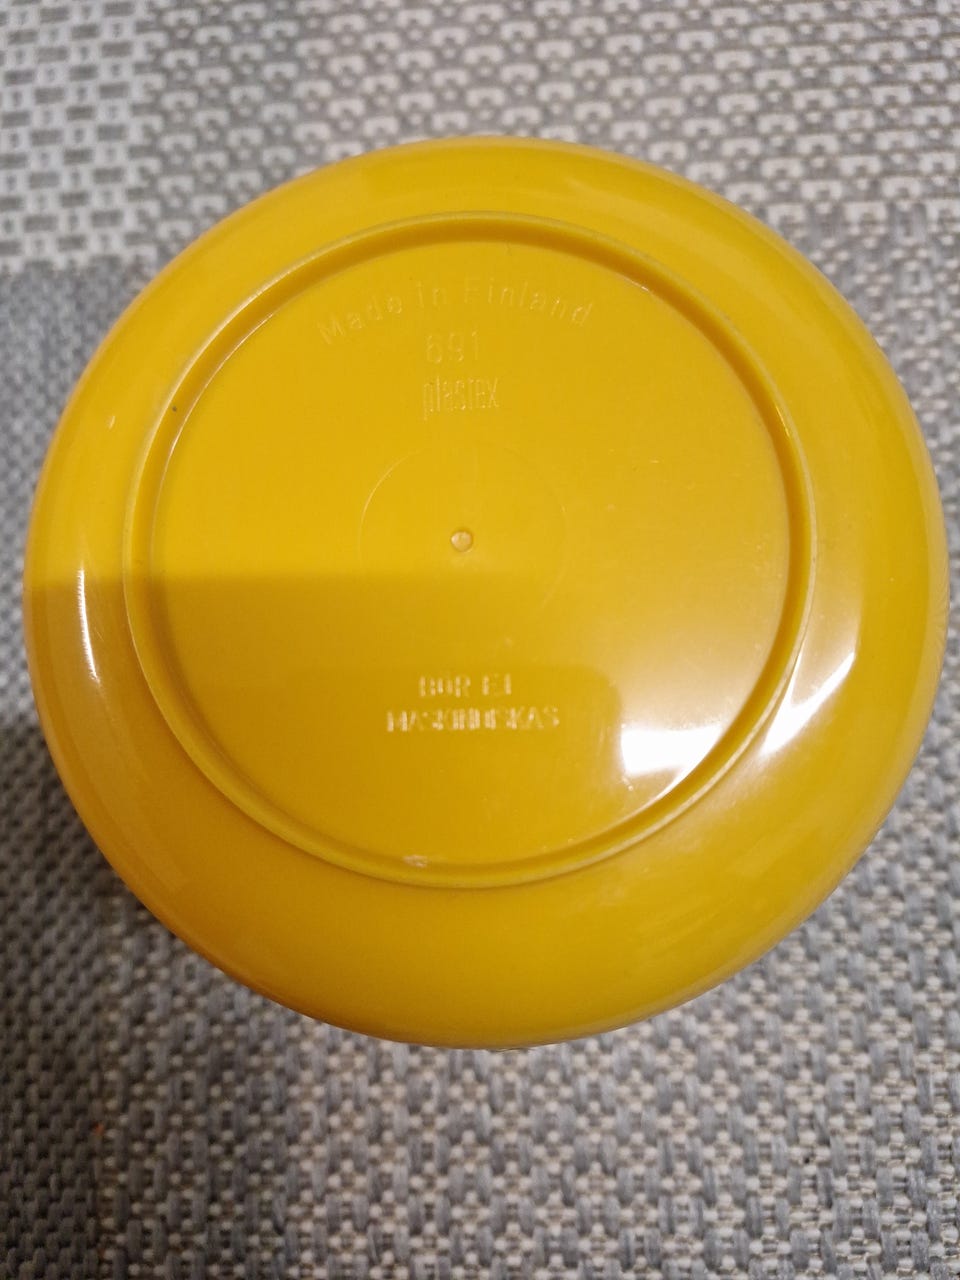 Made in Finland
691
plastex
BÖR EJ
MASKINDISKAS